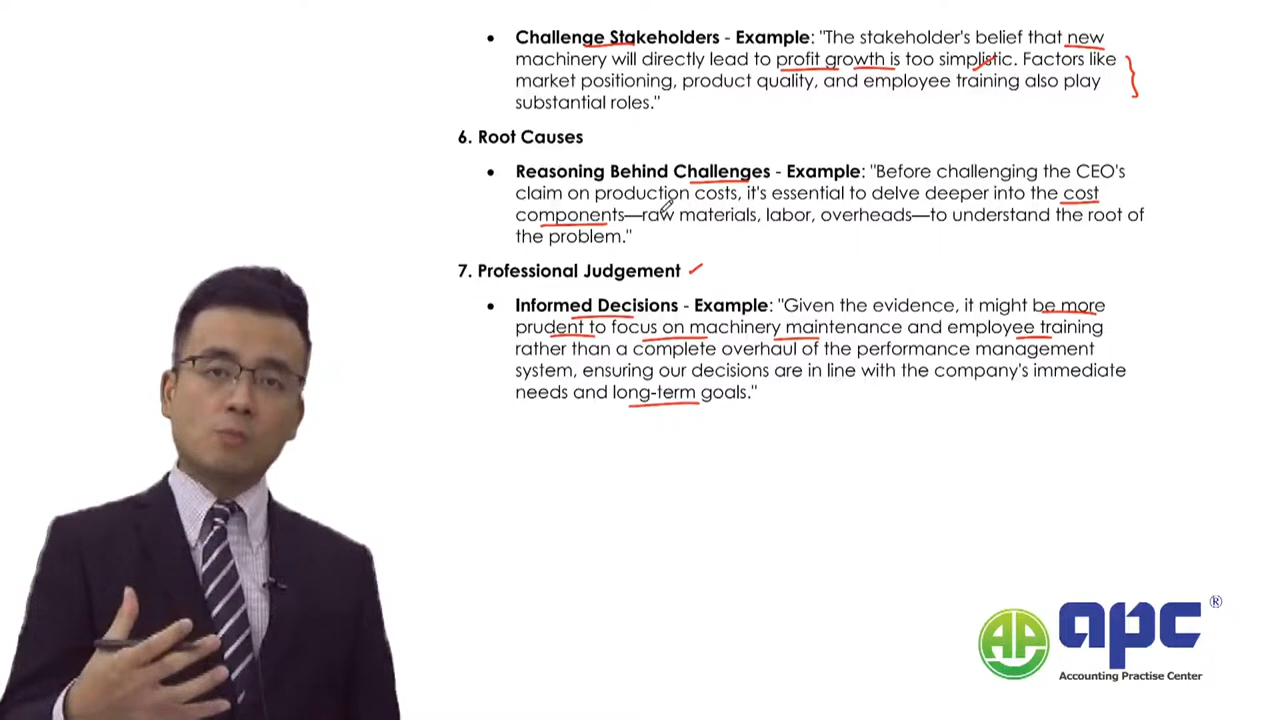 • Challenge Stakeholders - Example: "The stakeholder's belief that new
machinery will directly lead to profit growth is too simplistic. Factors like
market positioning, product quality, and employee training also play
substantial roles."
6. Root Causes
• Reasoning Behind Challenges - Example: "Before challenging the CEO's
claim on production costs, it's essential to delve deeper into the cost
components—raw materials, labor, overheads—to understand the root of
the problem."
7. Professional Judgement
• Informed Decisions - Example: "Given the evidence, it might be more
prudent to focus on machinery maintenance and employee training
rather than a complete overhaul of the performance management
system, ensuring our decisions are in line with the company's immediate
needs and long-term goals."
AP apc ®
Accounting Practise Center